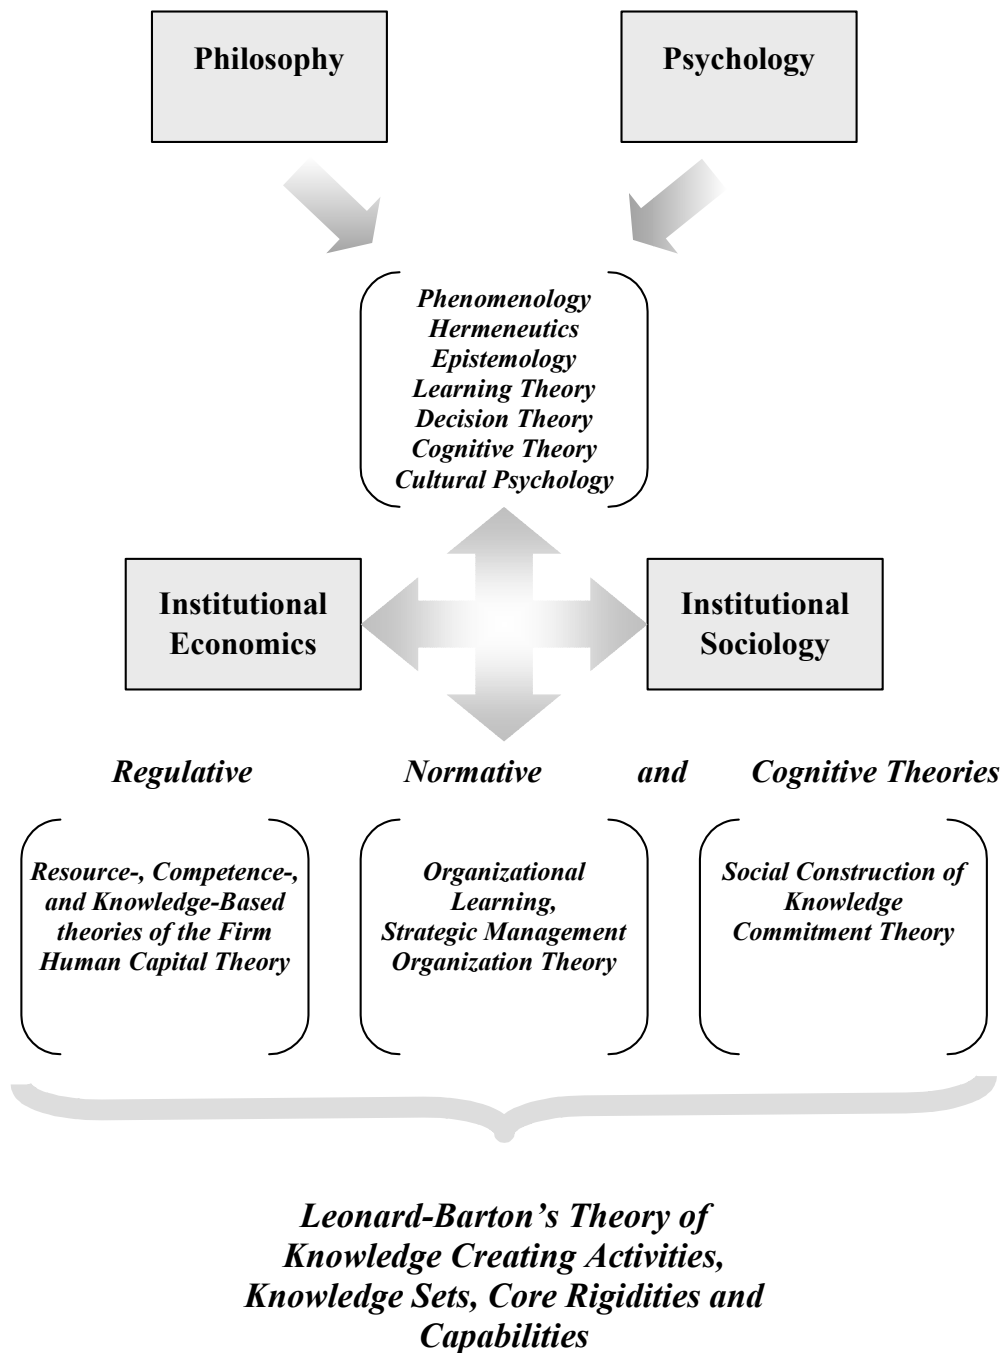 Philosophy
Psychology
Phenomenology
Hermeneutics
Epistemology
Learning Theory
Decision Theory
Cognitive Theory
Cultural Psychology
Institutional
Economics
Institutional
Sociology
Regulative Normative and Cognitive Theories
Resource-, Competence-,
and Knowledge-Based
theories of the Firm
Human Capital Theory
Organizational
Learning,
Strategic Management
Organization Theory
Social Construction of
Knowledge
Commitment Theory
Leonard-Barton’s Theory of
Knowledge Creating Activities,
Knowledge Sets, Core Rigidities and
Capabilities